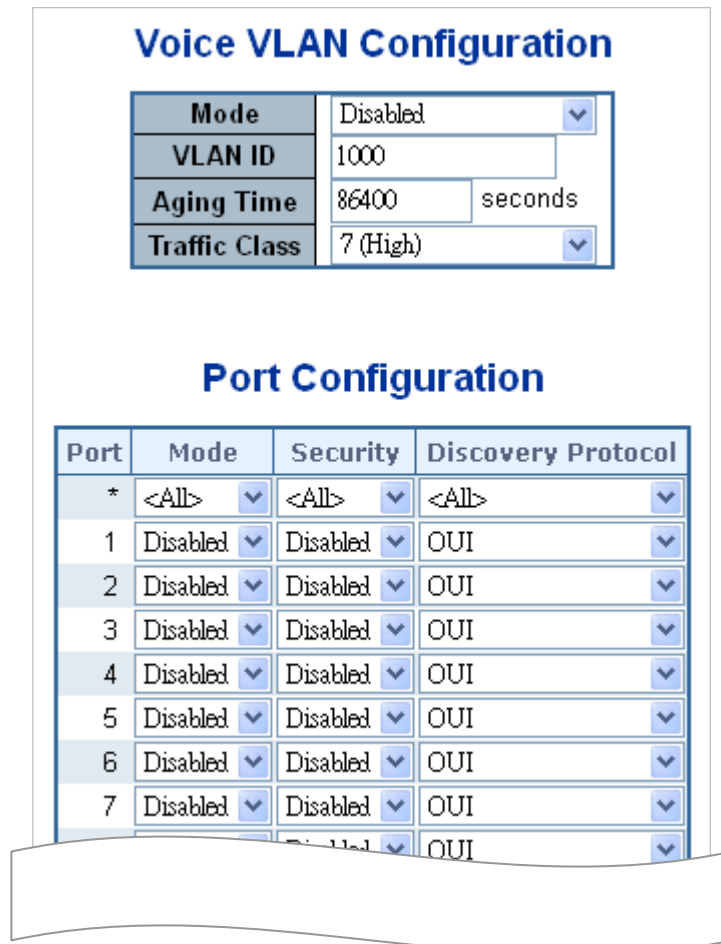 Voice VLAN Configuration
Mode Disabled
VLAN ID 1000
Aging Time 86400 seconds
Traffic Class 7 (High)
Port Configuration
Port Mode Security Discovery Protocol
* <All> <All> <All>
1 Disabled Disabled OUI
2 Disabled Disabled OUI
3 Disabled Disabled OUI
4 Disabled Disabled OUI
5 Disabled Disabled OUI
6 Disabled Disabled OUI
7 Disabled Disabled OUI
OUI